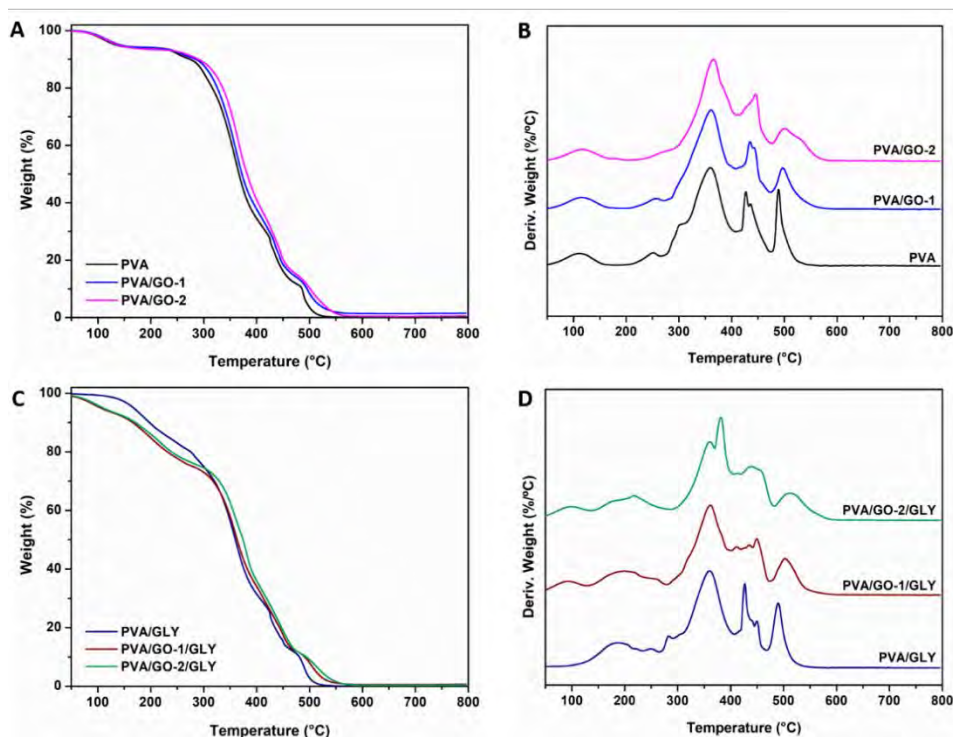 A
100
80
60
40
20
0
Weight (%)
PVA
PVA/GO-1
PVA/GO-2
100 200 300 400 500 600 700 800
Temperature (°C)
B
Deriv. Weight (%/ºC)
PVA/GO-2
PVA/GO-1
PVA
100 200 300 400 500 600 700 800
Temperature (°C)
C
100
80
60
40
20
0
Weight (%)
PVA/GLY
PVA/GO-1/GLY
PVA/GO-2/GLY
100 200 300 400 500 600 700 800
Temperature (°C)
D
Deriv. Weight (%/ºC)
PVA/GO-2/GLY
PVA/GO-1/GLY
PVA/GLY
100 200 300 400 500 600 700 800
Temperature (°C)